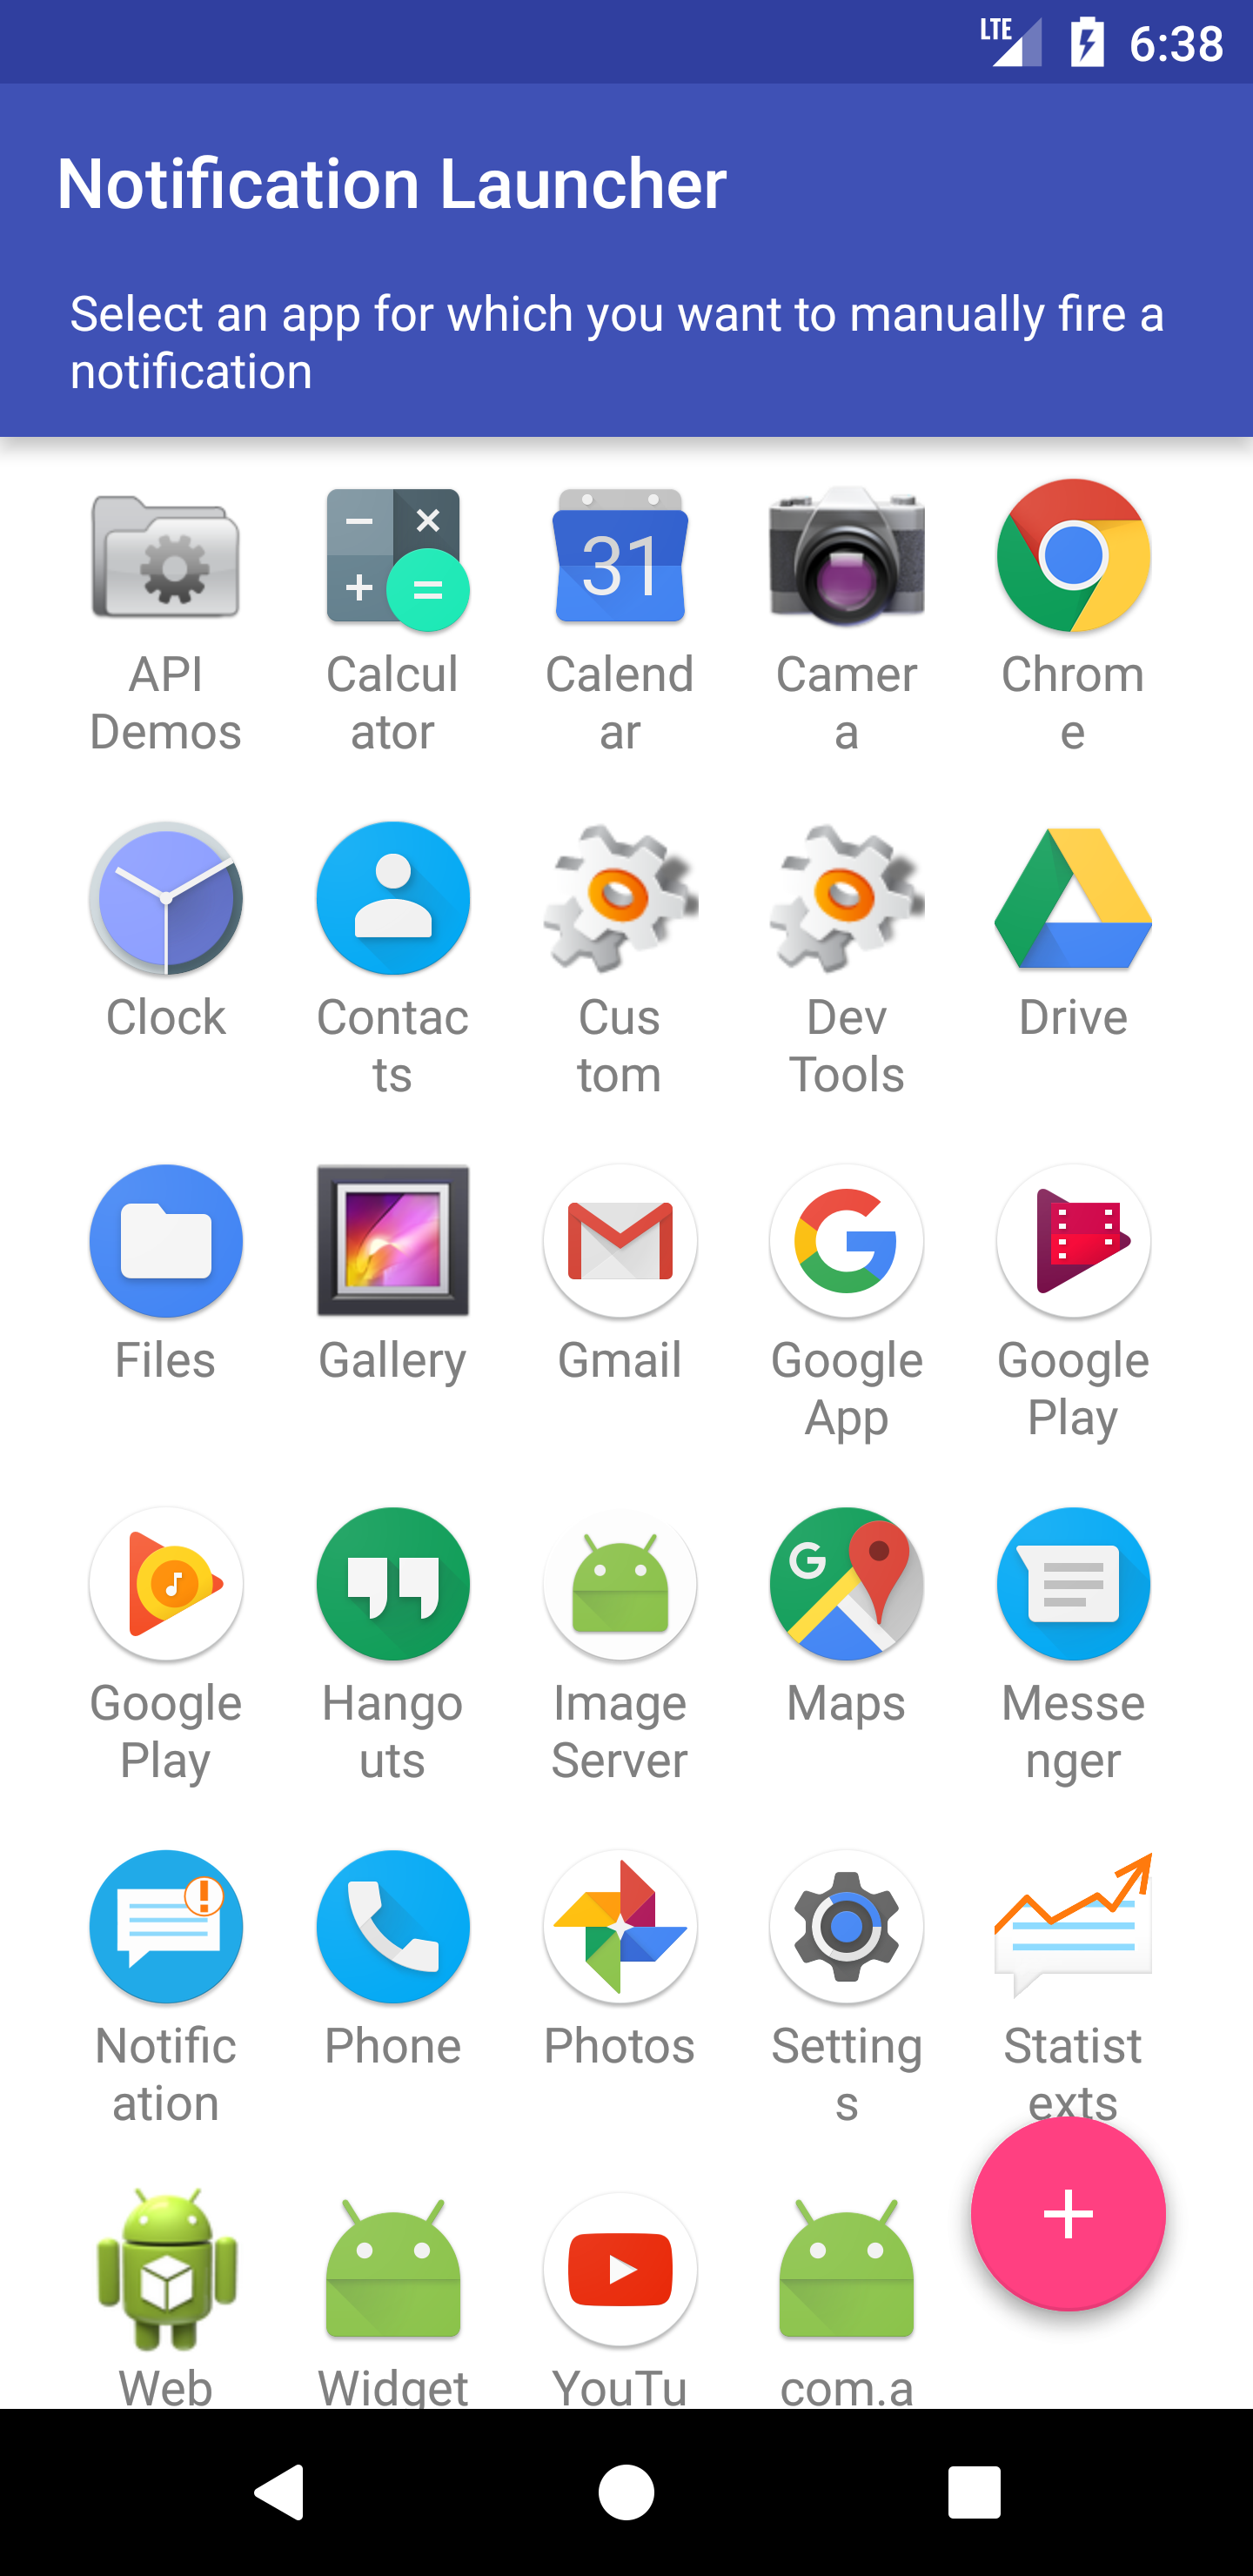 LTE 6:38
Notification Launcher
Select an app for which you want to manually fire a
notification
31
API
Demos
Calcul
ator
Calend
ar
Camer
a
Chrom
e
Clock
Contac
ts
Cus
tom
Dev
Tools
Drive
Files
Gallery
Gmail
Google
App
Google
Play
Google
Play
Hango
uts
Image
Server
G
Maps
Messe
nger
Notific
ation
Phone
Photos
Setting
s
Statist
exts
Web
Widget
YouTu
com.a